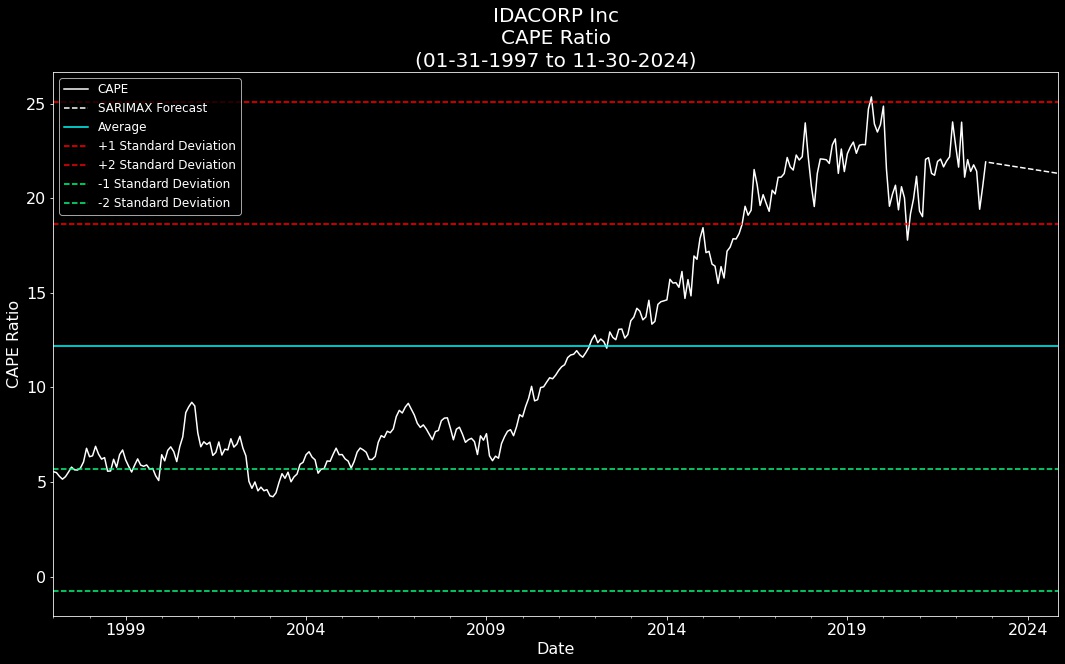 IDACORP Inc
CAPE Ratio
(01-31-1997 to 11-30-2024)
CAPE
SARIMAX Forecast
Average
+1 Standard Deviation
+2 Standard Deviation
-1 Standard Deviation
-2 Standard Deviation
25
20
15
10
5
0
CAPE Ratio
1999
2004
2009
2014
2019
2024
Date